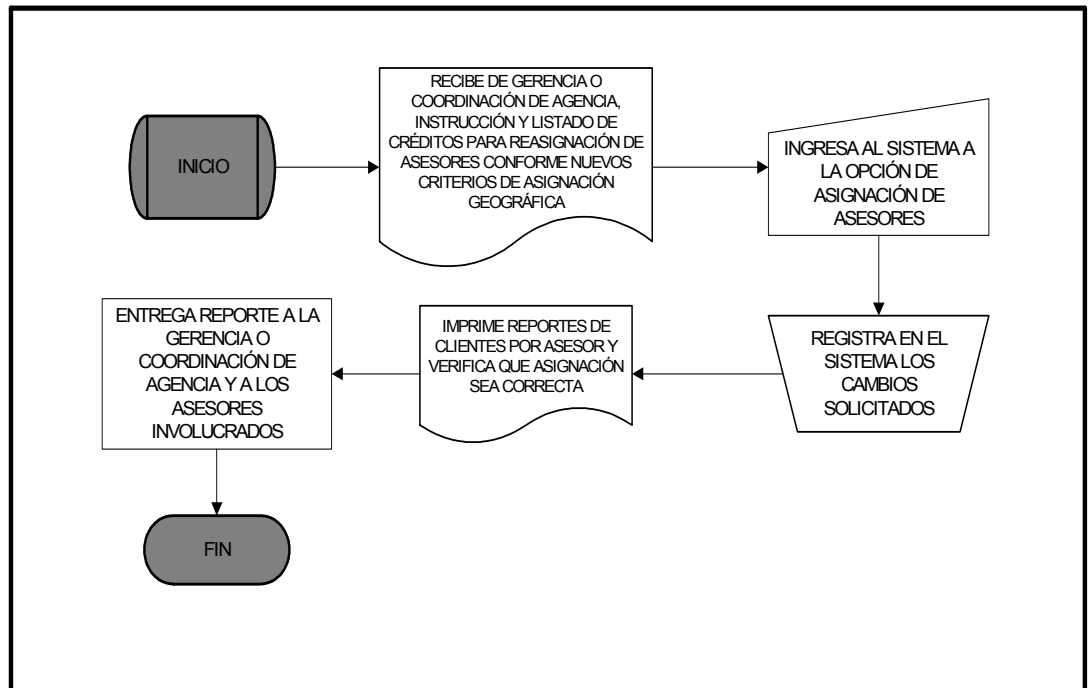 INICIO
RECIBE DE GERENCIA O
COORDINACIÓN DE AGENCIA,
INSTRUCCIÓN Y LISTADO DE
CRÉDITOS PARA REASIGNACIÓN DE
ASESORES CONFORME NUEVOS
CRITERIOS DE ASIGNACIÓN
GEOGRÁFICA
INGRESA AL SISTEMA A
LA OPCIÓN DE
ASIGNACIÓN DE
ASESORES
REGISTRA EN EL
SISTEMA LOS
CAMBIOS
SOLICITADOS
IMPRIME REPORTES DE
CLIENTES POR ASESOR Y
VERIFICA QUE ASIGNACIÓN
SEA CORRECTA
ENTREGA REPORTE A LA
GERENCIA O
COORDINACIÓN DE
AGENCIA Y A LOS
ASESORES
INVOLUCRADOS
FIN